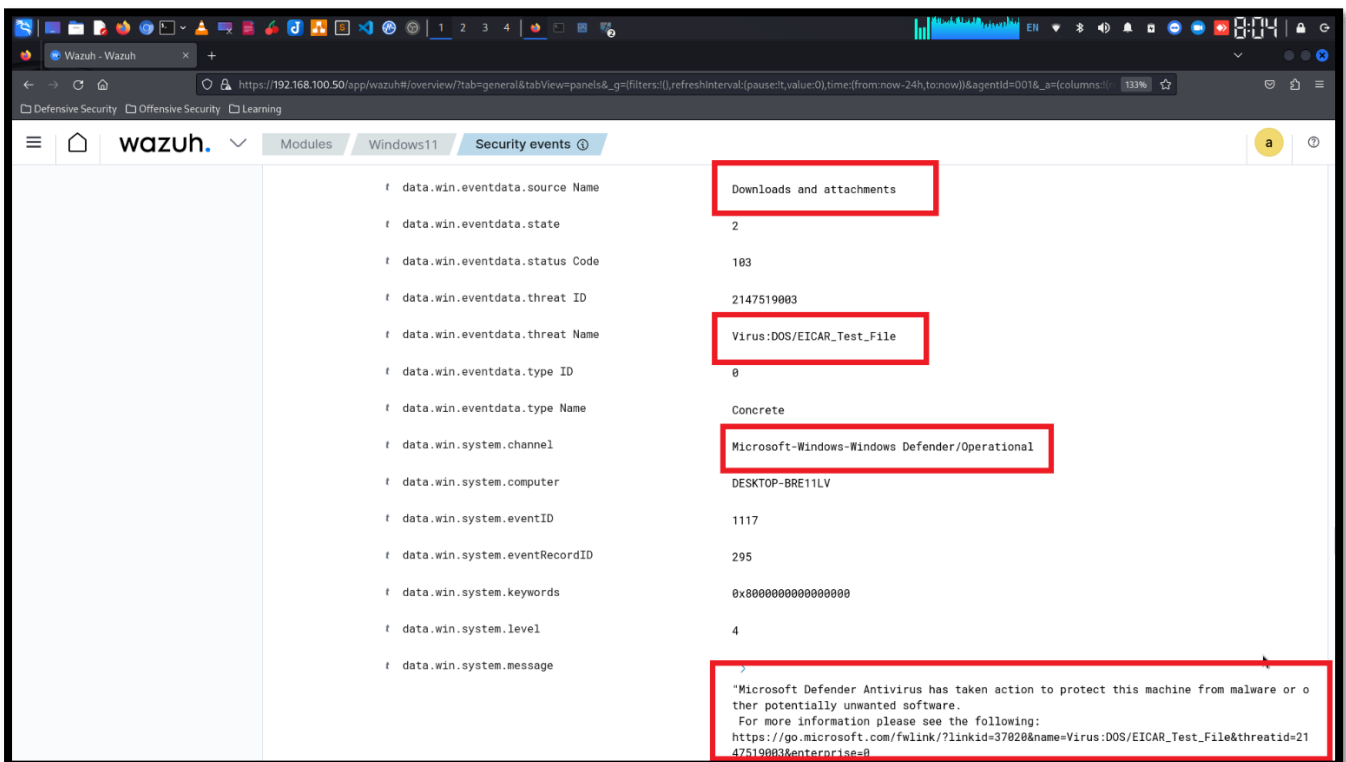 1 2 3 4 EN 8:04
Wazuh - Wazuh × +
https://192.168.100.50/app/wazuh#/overview/?tab=general&tabView=panels&_g=(filters:!(),refreshInterval:(pause:!t,value:0),time:(from:now-24h,to:now))&agentId=001&_a=(columns:!( 133%
Defensive Security Offensive Security Learning
wazuh. Modules Windows11 Security events a
t data.win.eventdata.source Name Downloads and attachments
t data.win.eventdata.state 2
t data.win.eventdata.status Code 103
t data.win.eventdata.threat ID 2147519003
t data.win.eventdata.threat Name Virus:DOS/EICAR_Test_File
t data.win.eventdata.type ID 0
t data.win.eventdata.type Name Concrete
t data.win.system.channel Microsoft-Windows-Windows Defender/Operational
t data.win.system.computer DESKTOP-BRE11LV
t data.win.system.eventID 1117
t data.win.system.eventRecordID 295
t data.win.system.keywords 0x8000000000000000
t data.win.system.level 4
t data.win.system.message
"Microsoft Defender Antivirus has taken action to protect this machine from malware or o
ther potentially unwanted software.
For more information please see the following:
https://go.microsoft.com/fwlink/?linkid=37020&name=Virus:DOS/EICAR_Test_File&threatid=21
47519003&enterprise=0